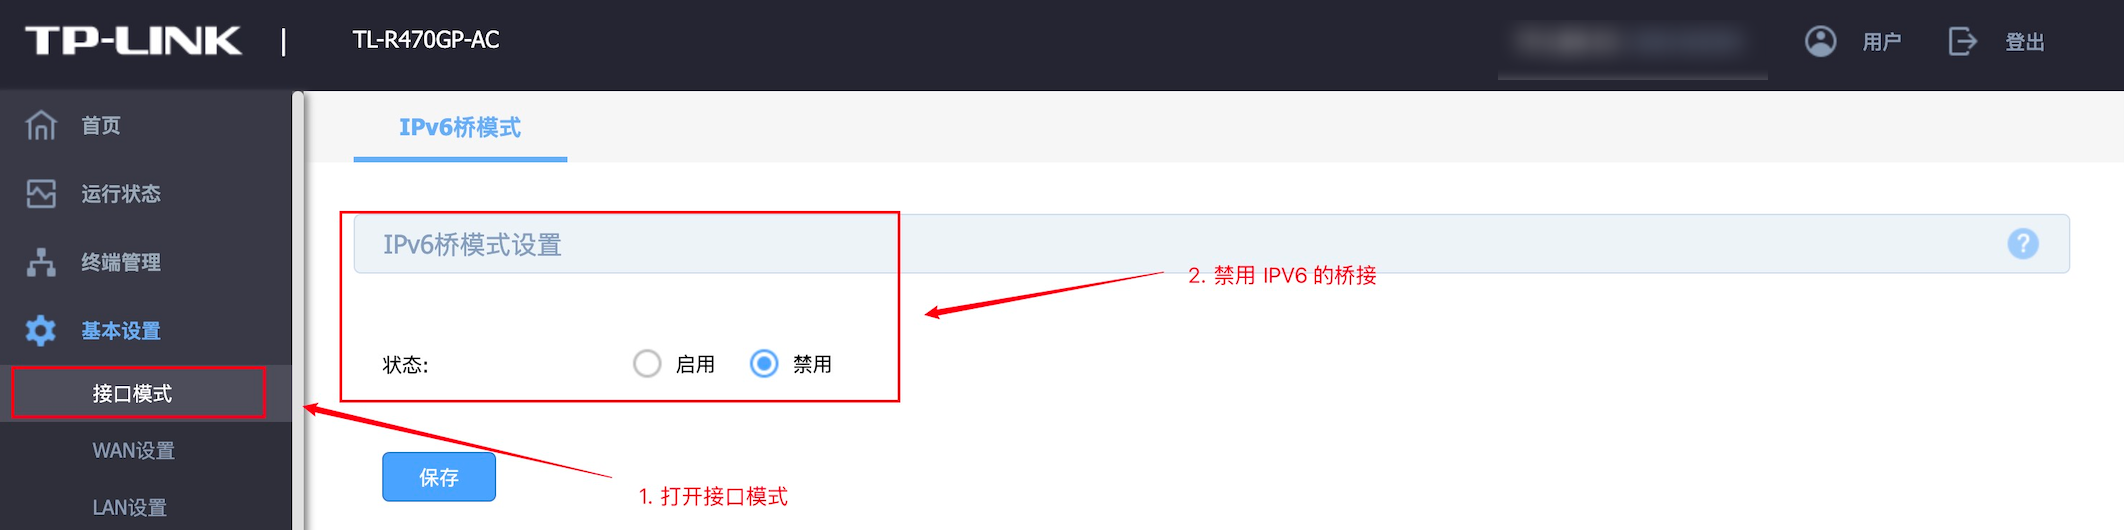 TP-LINK | TL-R470GP-AC 用户 登出
首页
运行状态
终端管理
基本设置
接口模式
WAN设置
LAN设置
IPv6桥模式
IPv6桥模式设置 ?
2. 禁用 IPV6 的桥接
状态: 启用 禁用
保存
1. 打开接口模式